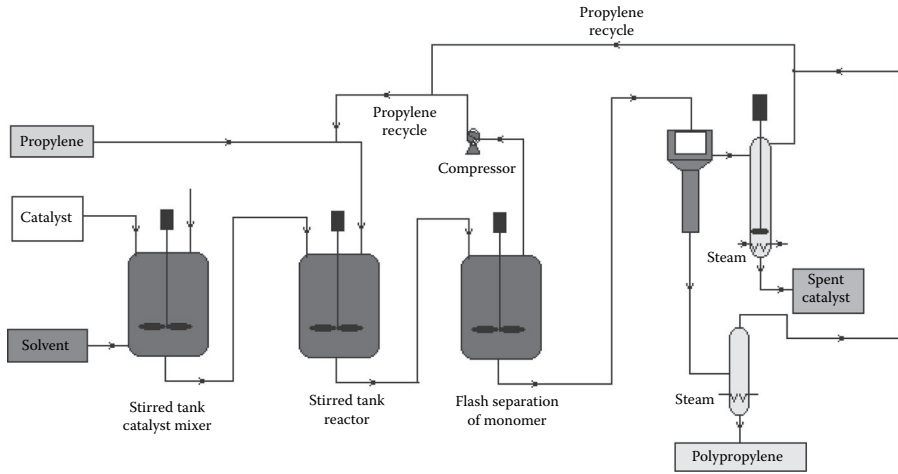 Propylene
recycle
Propylene
recycle
Propylene
Compressor
Catalyst
Steam
Spent
catalyst
Solvent
Stirred tank
catalyst mixer
Stirred tank
reactor
Flash separation
of monomer
Steam
Polypropylene